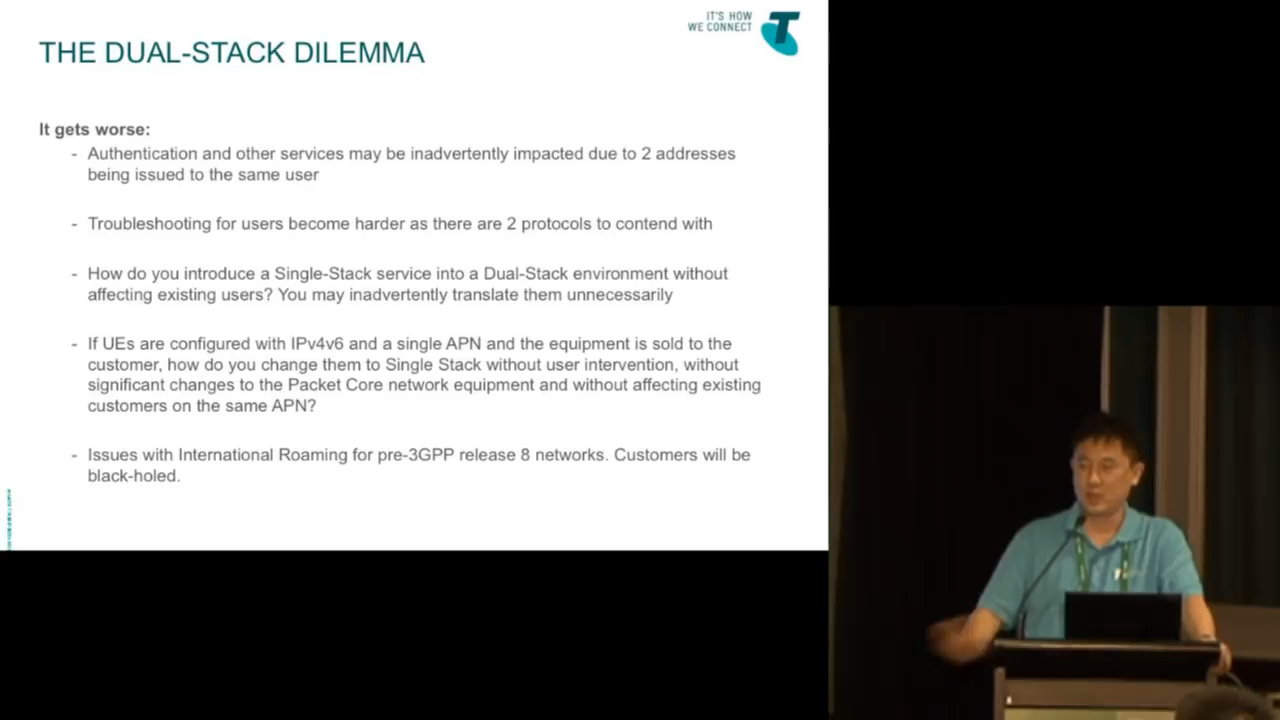 IT'S HOW
WE CONNECT
THE DUAL-STACK DILEMMA
It gets worse:
- Authentication and other services may be inadvertently impacted due to 2 addresses
being issued to the same user
- Troubleshooting for users become harder as there are 2 protocols to contend with
- How do you introduce a Single-Stack service into a Dual-Stack environment without
affecting existing users? You may inadvertently translate them unnecessarily
- If UEs are configured with IPv4v6 and a single APN and the equipment is sold to the
customer, how do you change them to Single Stack without user intervention, without
significant changes to the Packet Core network equipment and without affecting existing
customers on the same APN?
- Issues with International Roaming for pre-3GPP release 8 networks. Customers will be
black-holed.